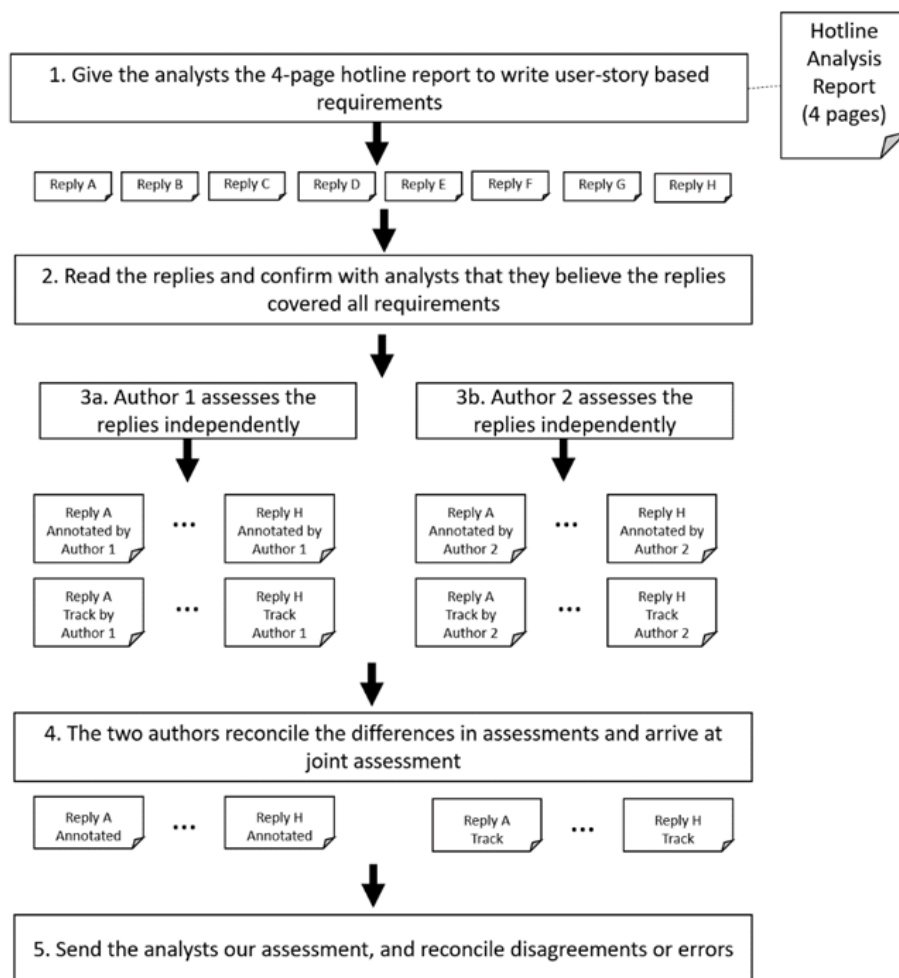 Hotline
Analysis
Report
(4 pages)
1. Give the analysts the 4-page hotline report to write user-story based
requirements
Reply A
Reply B
Reply C
Reply D
Reply E
Reply F
Reply G
Reply H
2. Read the replies and confirm with analysts that they believe the replies
covered all requirements
3a. Author 1 assesses the
replies independently
3b. Author 2 assesses the
replies independently
Reply A
Annotated by
Author 1
...
Reply H
Annotated by
Author 1
Reply A
Annotated by
Author 2
...
Reply H
Annotated by
Author 2
Reply A
Track by
Author 1
...
Reply H
Track
Author 1
Reply A
Track by
Author 2
...
Reply H
Track
Author 2
4. The two authors reconcile the differences in assessments and arrive at
joint assessment
Reply A
Annotated
...
Reply H
Annotated
Reply A
Track
...
Reply H
Track
5. Send the analysts our assessment, and reconcile disagreements or errors